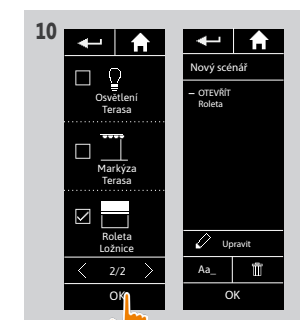 10
Osvětlení
Terasa
Markýza
Terasa
Roleta
Ložnice
2/2
OK
Nový scénář
– OTEVŘÍT
Roleta
Upravit
Aa_
OK